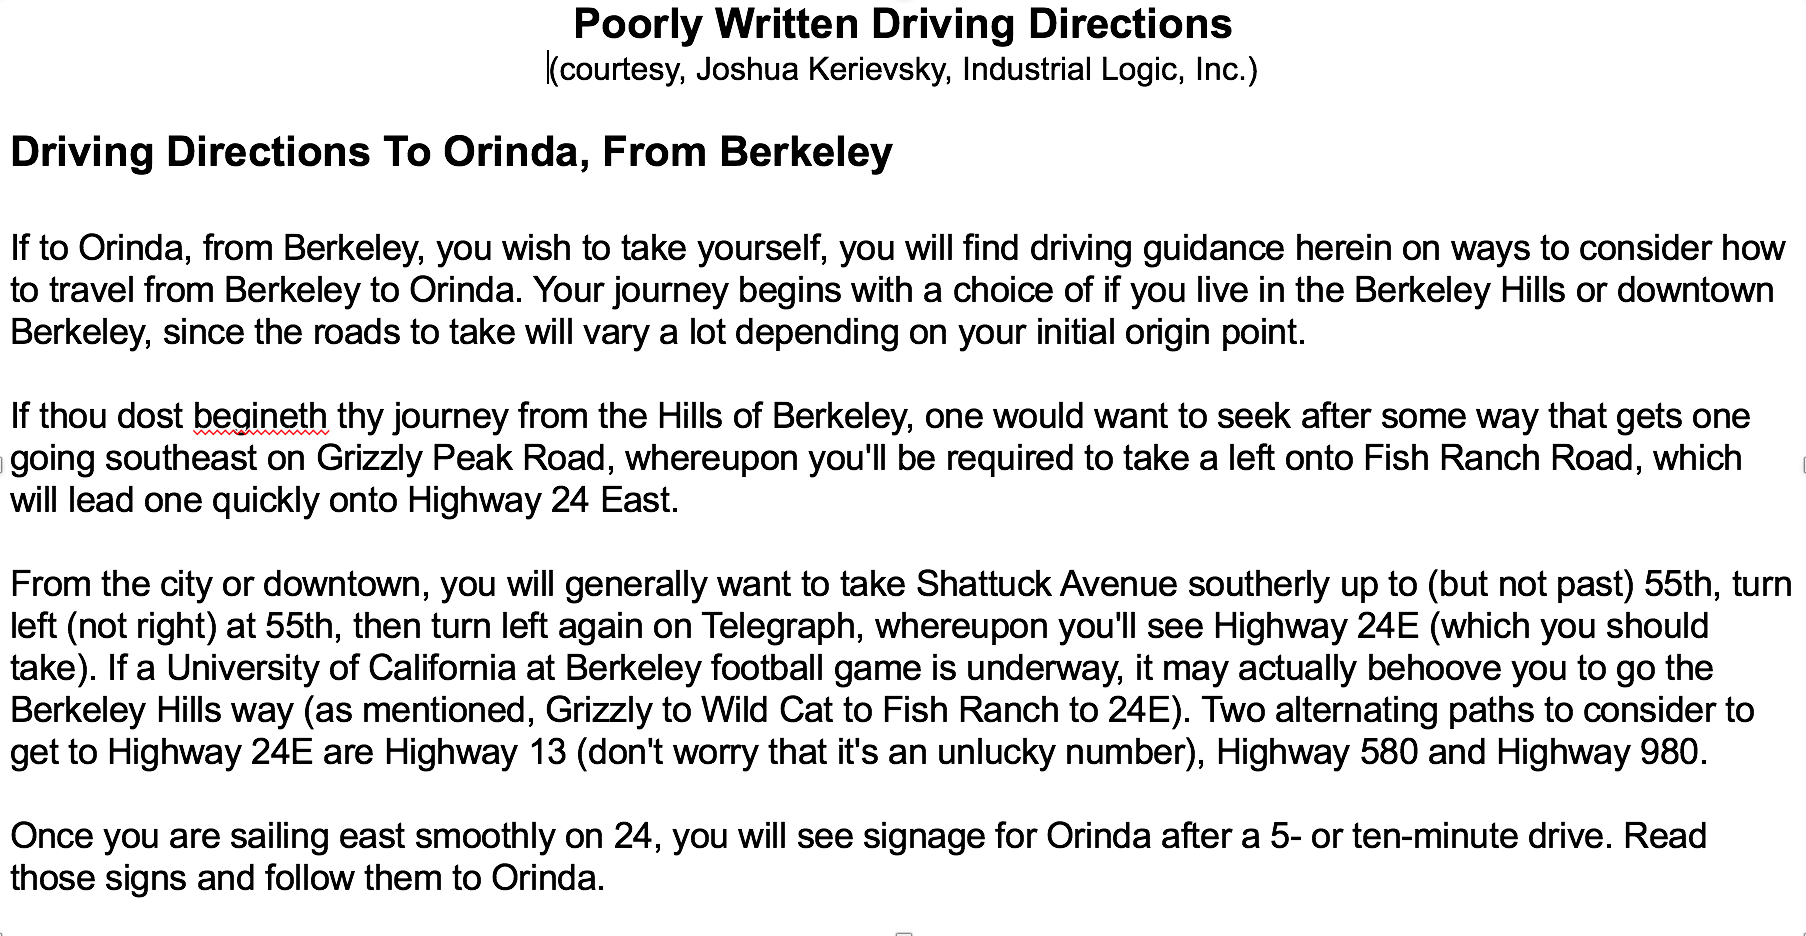 Poorly Written Driving Directions
(courtesy, Joshua Kerievsky, Industrial Logic, Inc.)
Driving Directions To Orinda, From Berkeley
If to Orinda, from Berkeley, you wish to take yourself, you will find driving guidance herein on ways to consider how
to travel from Berkeley to Orinda. Your journey begins with a choice of if you live in the Berkeley Hills or downtown
Berkeley, since the roads to take will vary a lot depending on your initial origin point.
If thou dost begineth thy journey from the Hills of Berkeley, one would want to seek after some way that gets one
going southeast on Grizzly Peak Road, whereupon you'll be required to take a left onto Fish Ranch Road, which
will lead one quickly onto Highway 24 East.
From the city or downtown, you will generally want to take Shattuck Avenue southerly up to (but not past) 55th, turn
left (not right) at 55th, then turn left again on Telegraph, whereupon you'll see Highway 24E (which you should
take). If a University of California at Berkeley football game is underway, it may actually behoove you to go the
Berkeley Hills way (as mentioned, Grizzly to Wild Cat to Fish Ranch to 24E). Two alternating paths to consider to
get to Highway 24E are Highway 13 (don't worry that it's an unlucky number), Highway 580 and Highway 980.
Once you are sailing east smoothly on 24, you will see signage for Orinda after a 5- or ten-minute drive. Read
those signs and follow them to Orinda.